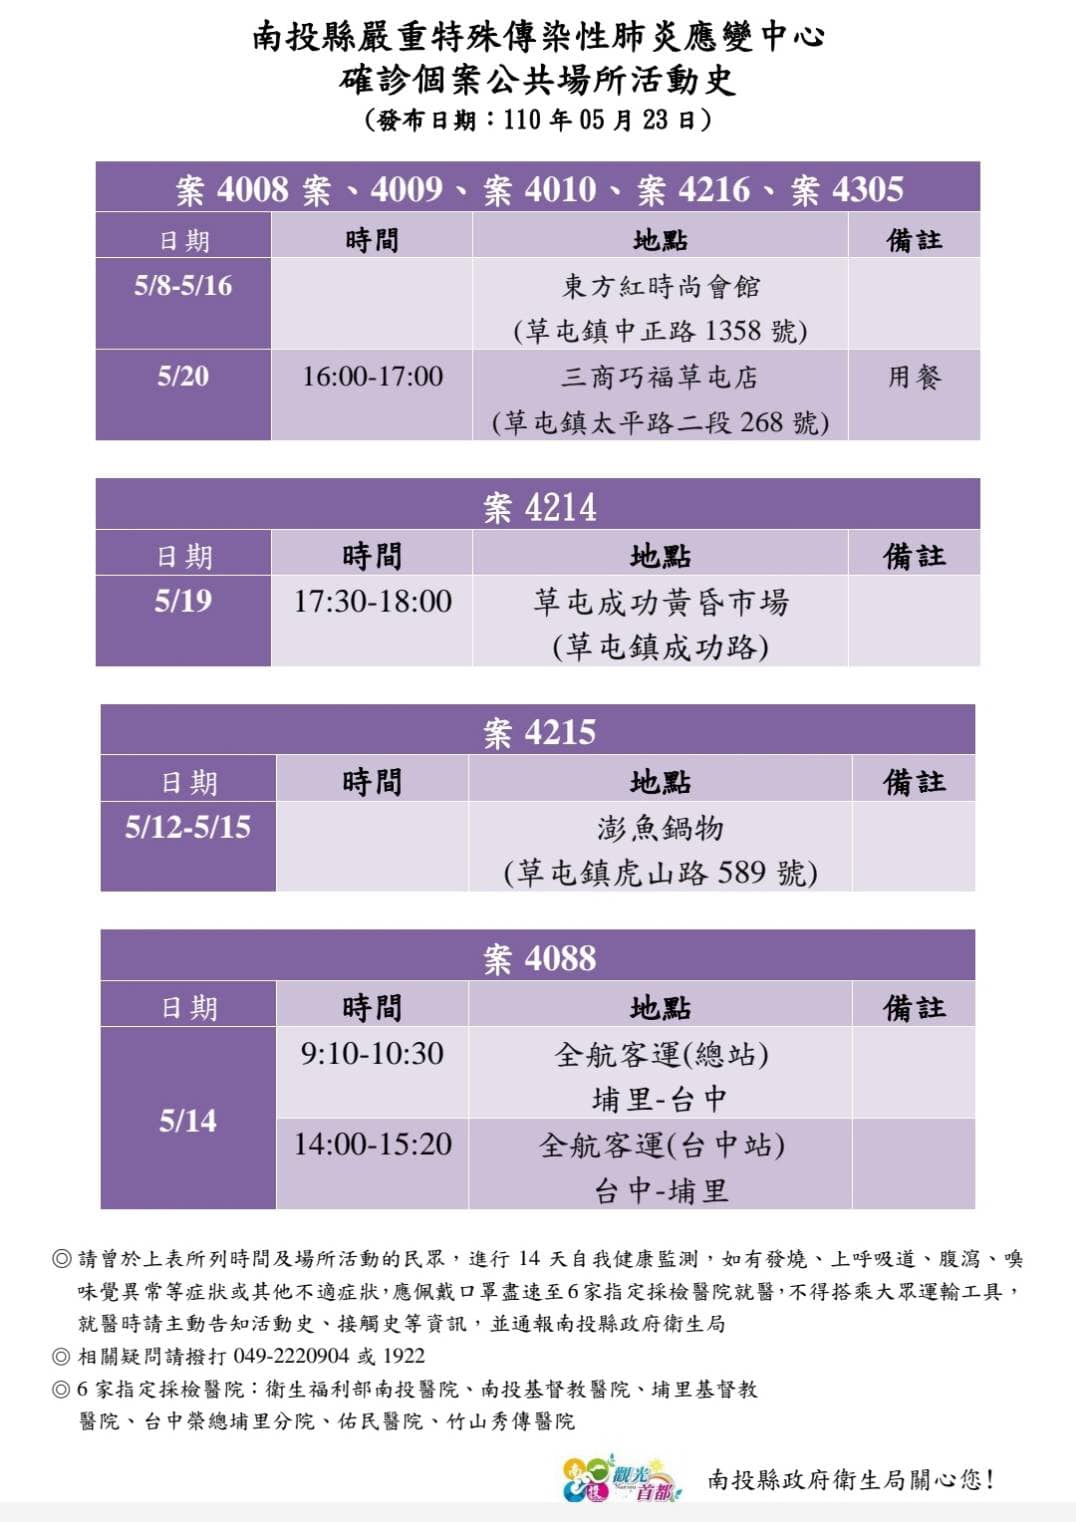 南投縣嚴重特殊傳染性肺炎應變中心
確診個案公共場所活動史
(發布日期：110 年 05 月 23 日)
案 4008 案、4009、案 4010、案 4216、案 4305
日期 時間 地點 備註
5/8-5/16 東方紅時尚會館
(草屯鎮中正路 1358 號)
5/20 16:00-17:00 三商巧福草屯店 用餐
(草屯鎮太平路二段 268 號)
案 4214
日期 時間 地點 備註
5/19 17:30-18:00 草屯成功黃昏市場
(草屯鎮成功路)
案 4215
日期 時間 地點 備註
5/12-5/15 澎魚鍋物
(草屯鎮虎山路 589 號)
案 4088
日期 時間 地點 備註
5/14
9:10-10:30 全航客運(總站)
埔里-台中
14:00-15:20 全航客運(台中站)
台中-埔里
◎請曾於上表所列時間及場所活動的民眾，進行 14 天自我健康監測，如有發燒、上呼吸道、腹瀉、嗅
味覺異常等症狀或其他不適症狀，應佩戴口罩盡速至6家指定採檢醫院就醫，不得搭乘大眾運輸工具，
就醫時請主動告知活動史、接觸史等資訊，並通報南投縣政府衛生局
◎相關疑問請撥打 049-2220904 或 1922
◎6 家指定採檢醫院：衛生福利部南投醫院、南投基督教醫院、埔里基督教
醫院、台中榮總埔里分院、佑民醫院、竹山秀傳醫院
南投 觀光
首都
南投縣政府衛生局關心您!